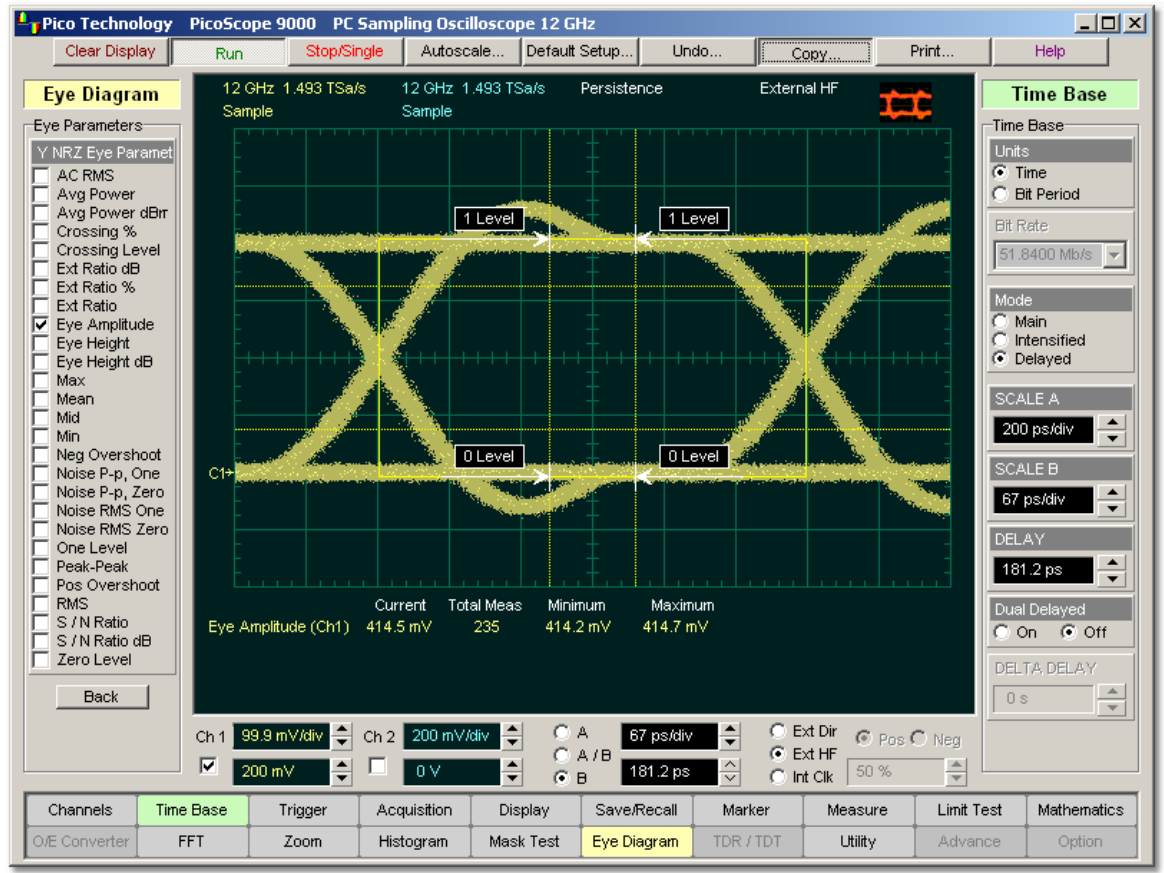 Pico Technology PicoScope 9000 PC Sampling Oscilloscope 12 GHz
Clear Display Run Stop/Single Autoscale... Default Setup... Undo... Copy... Print... Help
Eye Diagram
Eye Parameters
Y NRZ Eye Paramet
AC RMS
Avg Power
Avg Power dBm
Crossing %
Crossing Level
Ext Ratio dB
Ext Ratio %
Ext Ratio
Eye Amplitude
Eye Height
Eye Height dB
Max
Mean
Mid
Min
Neg Overshoot
Noise P-p, One
Noise P-p, Zero
Noise RMS One
Noise RMS Zero
One Level
Peak-Peak
Pos Overshoot
RMS
S / N Ratio
S / N Ratio dB
Zero Level
Back
12 GHz 1.493 TSa/s 12 GHz 1.493 TSa/s Persistence External HF
Sample Sample
1 Level 1 Level
0 Level 0 Level
C1
Current Total Meas Minimum Maximum
Eye Amplitude (Ch1) 414.5 mV 235 414.2 mV 414.7 mV
Time Base
Time Base
Units
Time
Bit Period
Bit Rate
51.8400 Mb/s
Mode
Main
Intensified
Delayed
SCALE A
200 ps/div
SCALE B
67 ps/div
DELAY
181.2 ps
Dual Delayed
On Off
DELTA DELAY
0 s
Ch 1 99.9 mV/div Ch 2 200 mV/div A 67 ps/div Ext Dir Pos Neg
A / B Ext HF
200 mV 0 V B 181.2 ps Int Clk 50 %
Channels Time Base Trigger Acquisition Display Save/Recall Marker Measure Limit Test Mathematics
O/E Converter FFT Zoom Histogram Mask Test Eye Diagram TDR / TDT Utility Advance Option